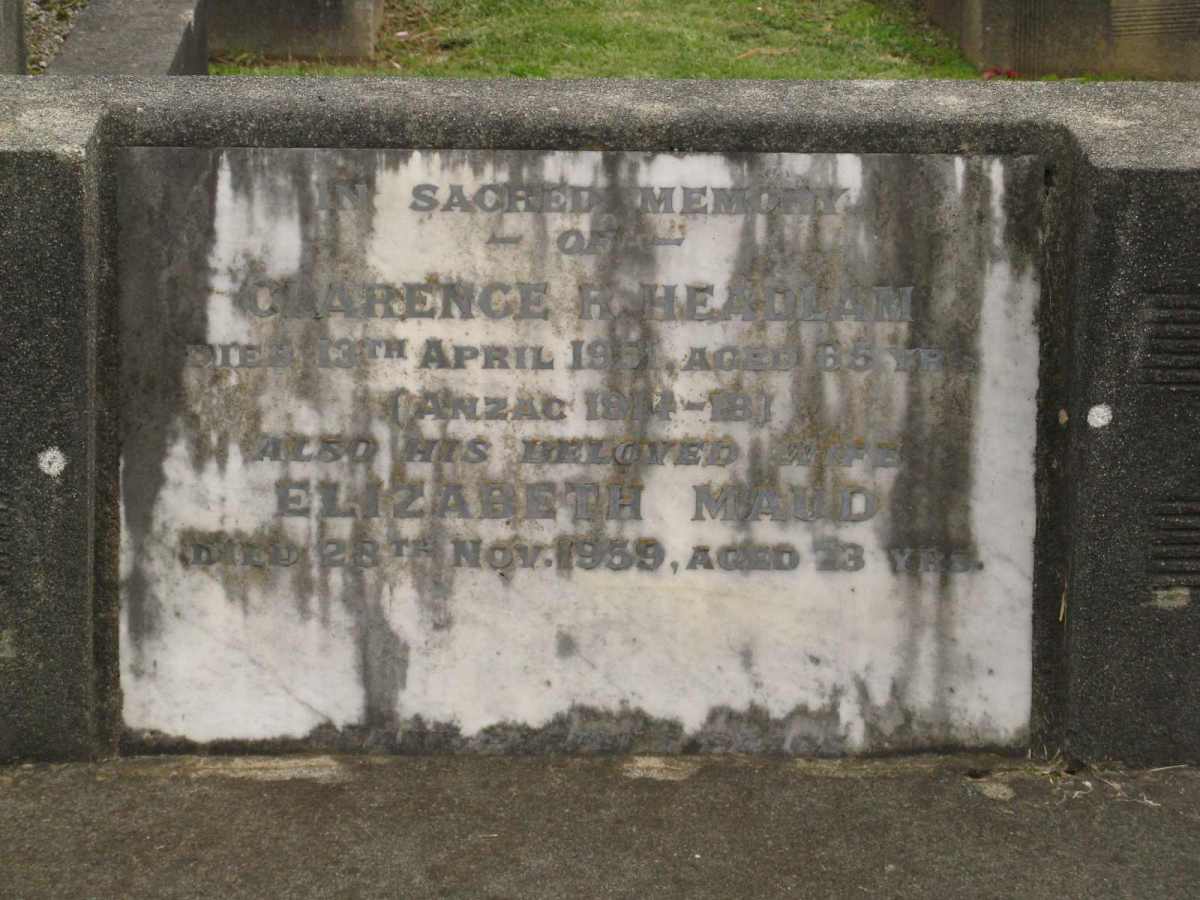 IN SACRED MEMORY
— OF —
CLARENCE R. HEADLAM
DIED 13TH APRIL 1951, AGED 65 YRS.
(ANZAC 1914-18)
ALSO HIS BELOVED WIFE
ELIZABETH MAUD
DIED 28TH NOV. 1959, AGED 73 YRS.